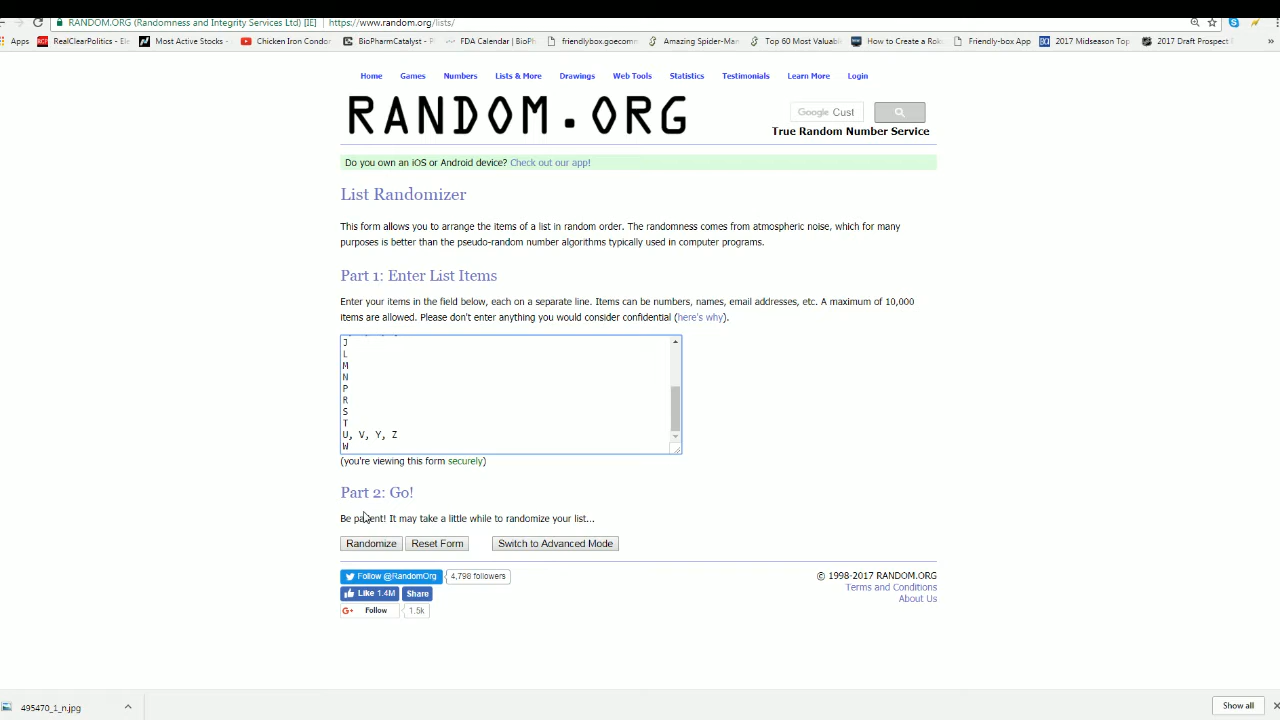 RANDOM.ORG (Randomness and Integrity Services Ltd) [IE] https://www.random.org/lists/
Apps RealClearPolitics - Ele Most Active Stocks - Chicken Iron Condor BioPharmCatalyst - FDA Calendar | BioPh friendlybox.goecomm Amazing Spider-Man Top 60 Most Valuabl How to Create a Rok Friendly-box App 2017 Midseason Top 2017 Draft Prospect »
Home Games Numbers Lists & More Drawings Web Tools Statistics Testimonials Learn More Login
RANDOM.ORG
Google Cust
True Random Number Service
Do you own an iOS or Android device? Check out our app!
List Randomizer
This form allows you to arrange the items of a list in random order. The randomness comes from atmospheric noise, which for many
purposes is better than the pseudo-random number algorithms typically used in computer programs.
Part 1: Enter List Items
Enter your items in the field below, each on a separate line. Items can be numbers, names, email addresses, etc. A maximum of 10,000
items are allowed. Please don't enter anything you would consider confidential (here's why).
J
L
M
N
P
R
S
T
U, V, Y, Z
W
(you're viewing this form securely)
Part 2: Go!
Be patient! It may take a little while to randomize your list...
Randomize Reset Form Switch to Advanced Mode
Follow @RandomOrg 4,798 followers
© 1998-2017 RANDOM.ORG
Like 1.4M Share
Terms and Conditions
Follow 1.5k
About Us
495470_1_n.jpg
Show all